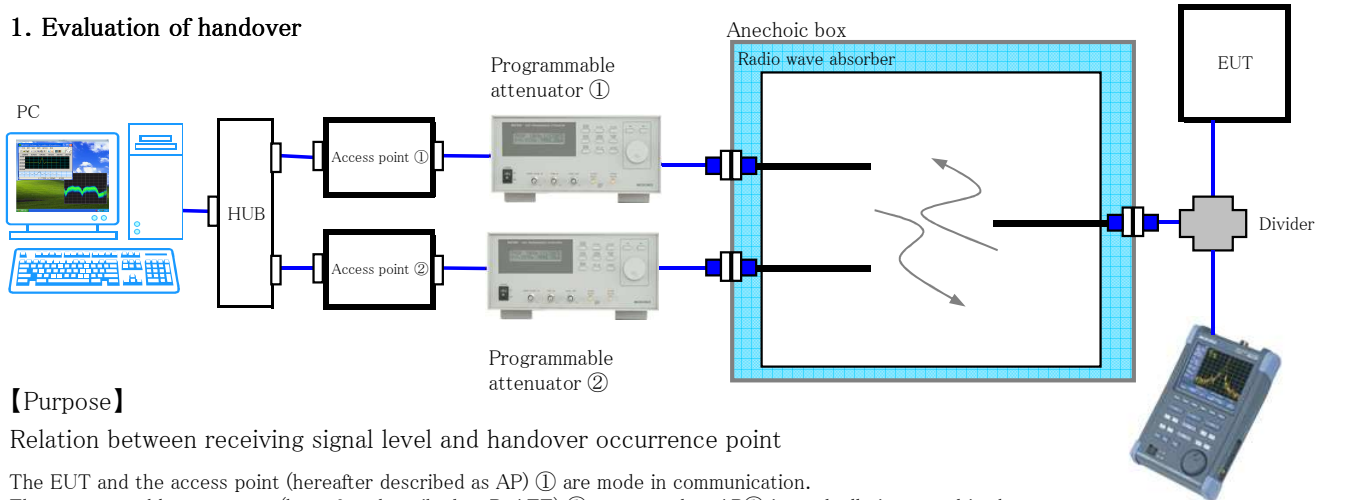 1. Evaluation of handover
Anechoic box
Radio wave absorber
EUT
Programmable
attenuator ①
PC
Access point ①
HUB
Divider
Access point ②
Programmable
attenuator ②
【Purpose】
Relation between receiving signal level and handover occurrence point
The EUT and the access point (hereafter described as AP) ① are mode in communication.